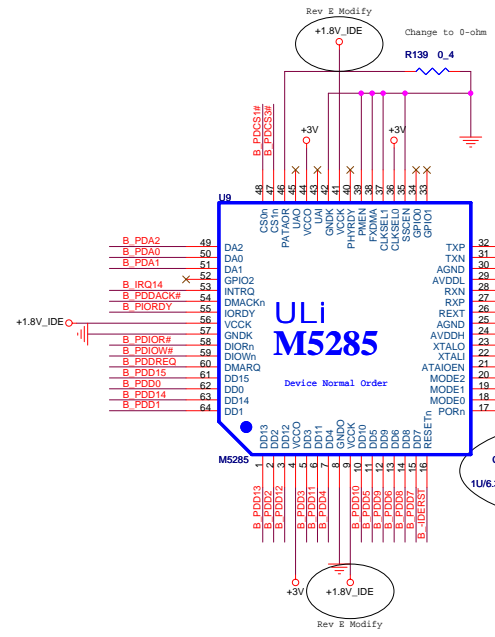 Rev E Modify
+1.8V_IDE
Change to 0-ohm
R139 0_4
B_PDCS1#
B_PDCS3#
+3V
+3V
48
47
46
45
44
43
42
41
40
39
38
37
36
35
34
33
U9
CS0n
CS1n
PATAOR
UAO
VCCO
UAI
GNDK
VCCK
PHYRDY
PMEN
FXDMA
CLKSEL1
CLKSEL0
SSCEN
GPIO0
GPIO1
B_PDA2 49 DA2
B_PDA0 50 DA0
B_PDA1 51 DA1
52 GPIO2
B_IRQ14 53 INTRQ
B_PDDACK# 54 DMACKn
B_PIORDY 55 IORDY
+1.8V_IDE 56 VCCK
57 GNDK
B_PDIOR# 58 DIORn
B_PDIOW# 59 DIOWn
B_PDDREQ 60 DMARQ
B_PDD15 61 DD15
B_PDD0 62 DD0
B_PDD14 63 DD14
B_PDD1 64 DD1
ULi
M5285
Device Normal Order
TXP 32
TXN 31
AGND 30
AVDDL 29
RXN 28
RXP 27
REXT 26
AGND 25
AVDDH 24
XTALO 23
XTALI 22
ATAIOEN 21
MODE2 20
MODE1 19
MODE0 18
PORn 17
DD13
DD2
DD12
VCCO
DD3
DD11
DD4
GNDO
VCCK
DD10
DD5
DD9
DD6
DD8
DD7
RESETn
M5285
1
2
3
4
5
6
7
8
9
10
11
12
13
14
15
16
B_PDD13
B_PDD2
B_PDD12
B_PDD3
B_PDD11
B_PDD4
B_PDD10
B_PDD5
B_PDD9
B_PDD6
B_PDD8
B_PDD7
B_-IDERST
1U/6.
+3V
+1.8V_IDE
Rev E Modify